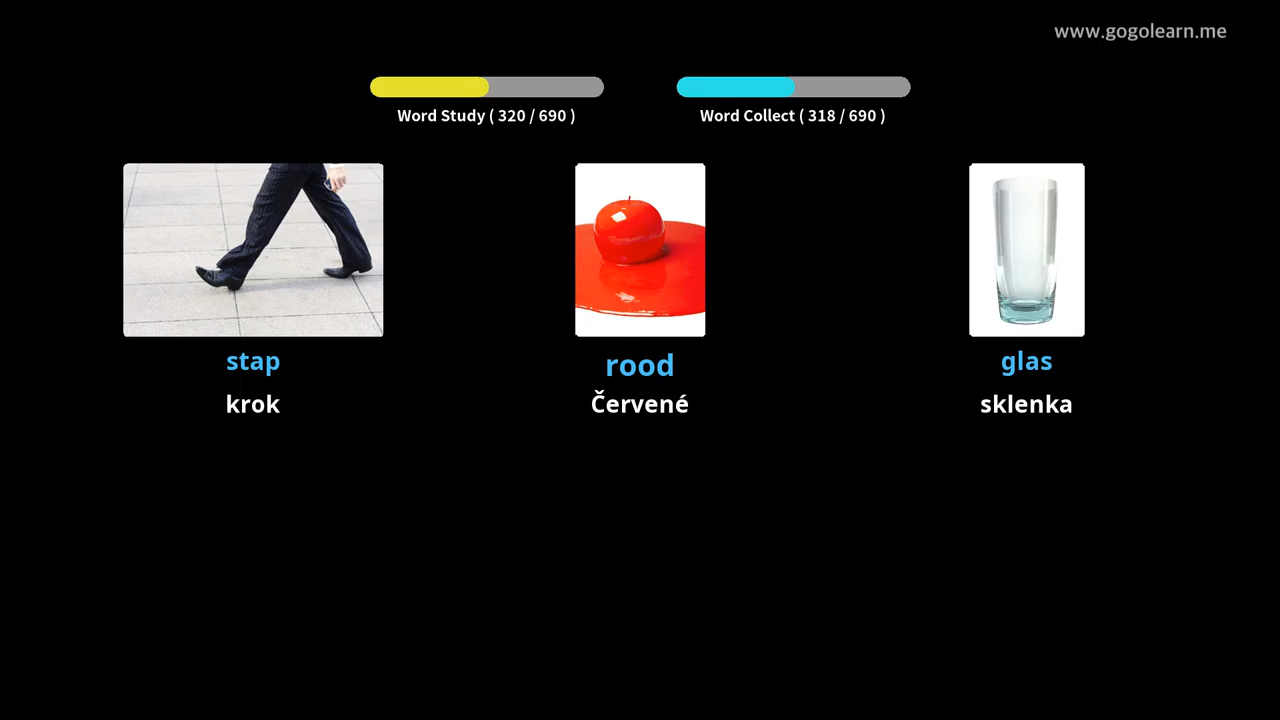 www.gogolearn.me
Word Study ( 320 / 690 )
Word Collect ( 318 / 690 )
stap
rood
glas
krok
Červené
sklenka